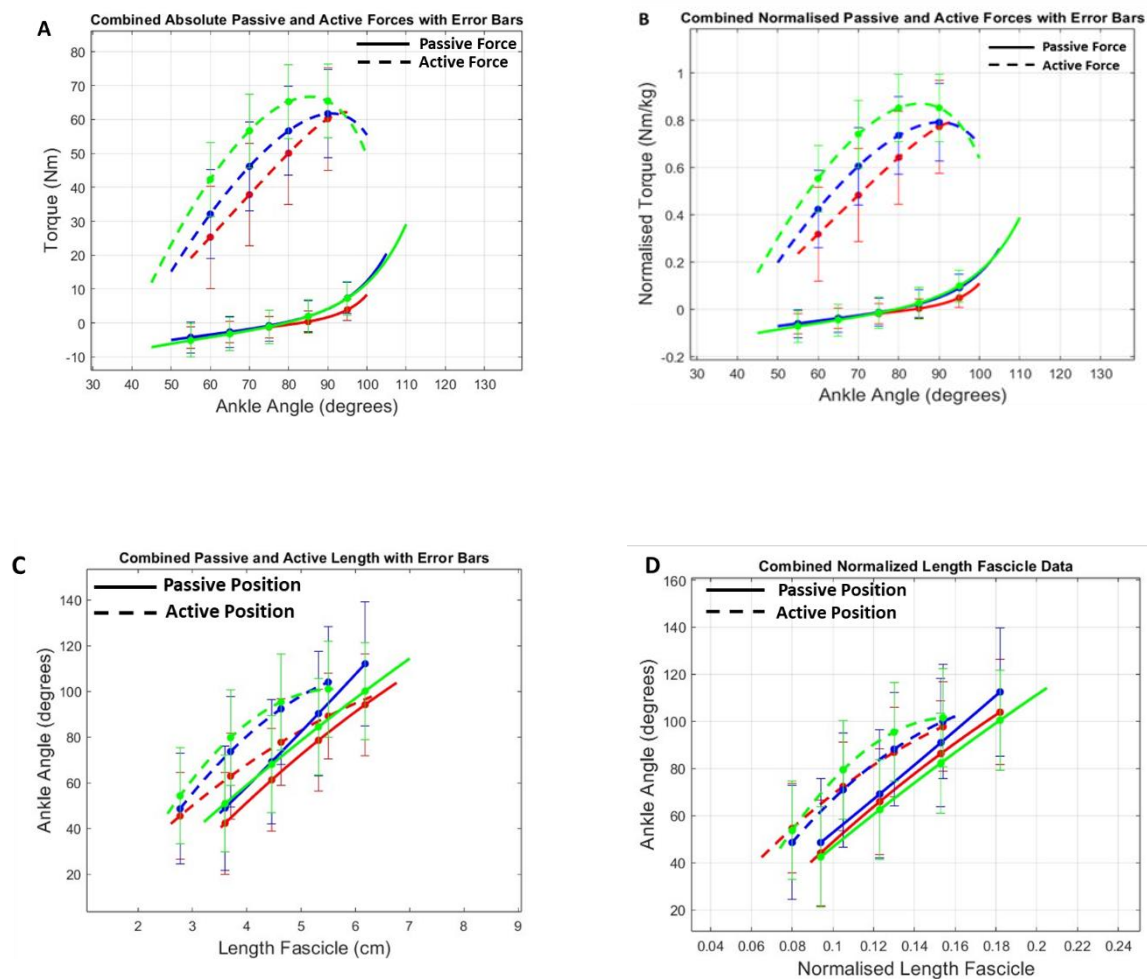 A
Combined Absolute Passive and Active Forces with Error Bars
Passive Force
Active Force
80
70
60
50
40
30
20
10
0
-10
Torque (Nm)
30 40 50 60 70 80 90 100 110 120 130
Ankle Angle (degrees)
B
Combined Normalised Passive and Active Forces with Error Bars
Passive Force
Active Force
1
0.8
0.6
0.4
0.2
0
-0.2
Normalised Torque (Nm/kg)
30 40 50 60 70 80 90 100 110 120 130
Ankle Angle (degrees)
C
Combined Passive and Active Length with Error Bars
Passive Position
Active Position
140
120
100
80
60
40
20
Ankle Angle (degrees)
2 3 4 5 6 7 8 9
Length Fascicle (cm)
D
Combined Normalized Length Fascicle Data
Passive Position
Active Position
160
140
120
100
80
60
40
20
Ankle Angle (degrees)
0.04 0.06 0.08 0.1 0.12 0.14 0.16 0.18 0.2 0.22 0.24
Normalised Length Fascicle